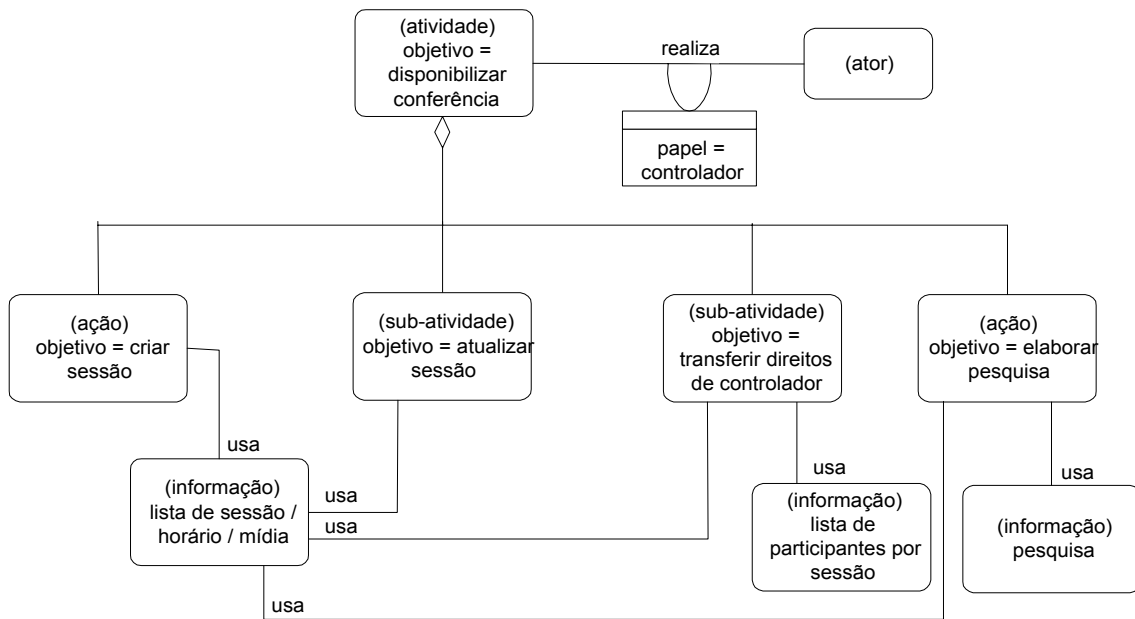 (atividade)
objetivo =
disponibilizar
conferência
realiza
(ator)
papel =
controlador
(ação)
objetivo = criar
sessão
(sub-atividade)
objetivo = atualizar
sessão
(sub-atividade)
objetivo =
transferir direitos
de controlador
(ação)
objetivo = elaborar
pesquisa
usa
usa
usa
usa
usa
(informação)
lista de sessão /
horário / mídia
(informação)
lista de
participantes por
sessão
(informação)
pesquisa
usa